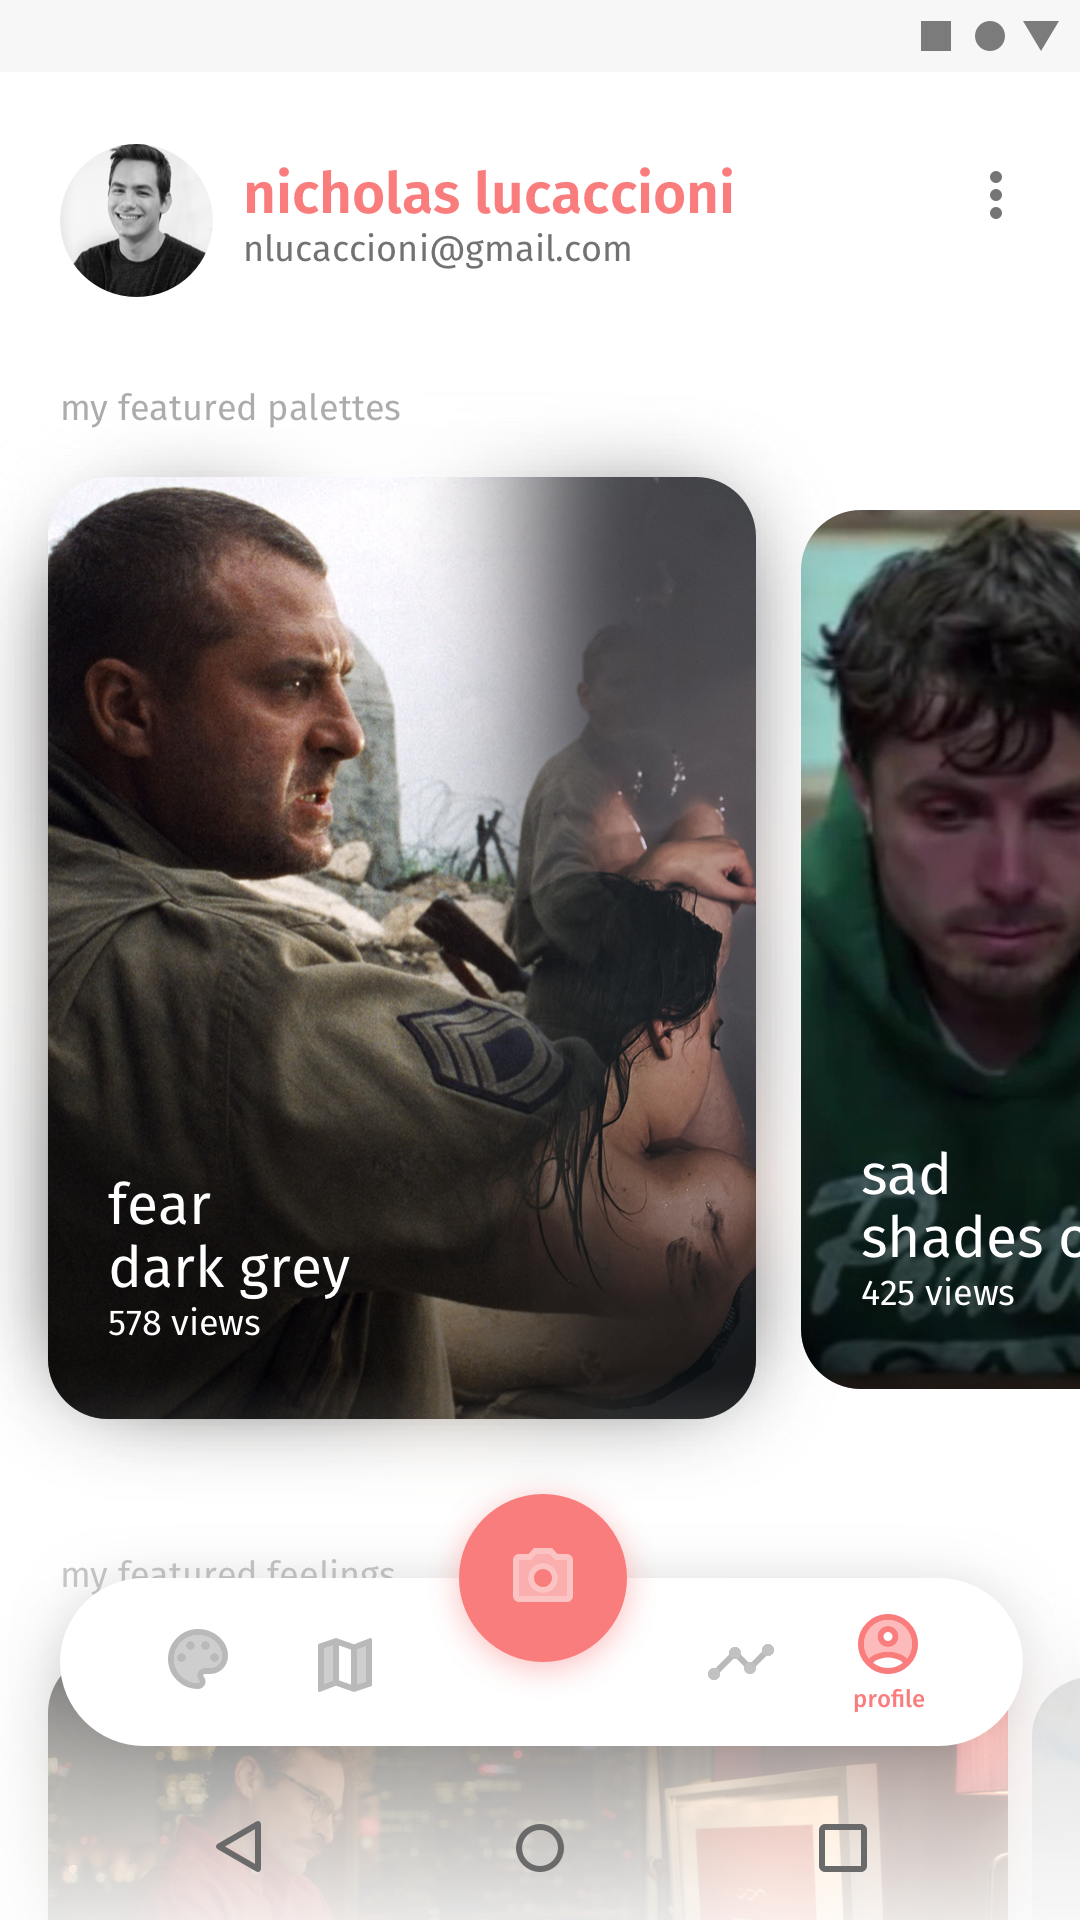 nicholas lucaccioni
nlucaccioni@gmail.com
my featured palettes
fear
dark grey
578 views
sad
shades
425 views
my featured feelings
profile